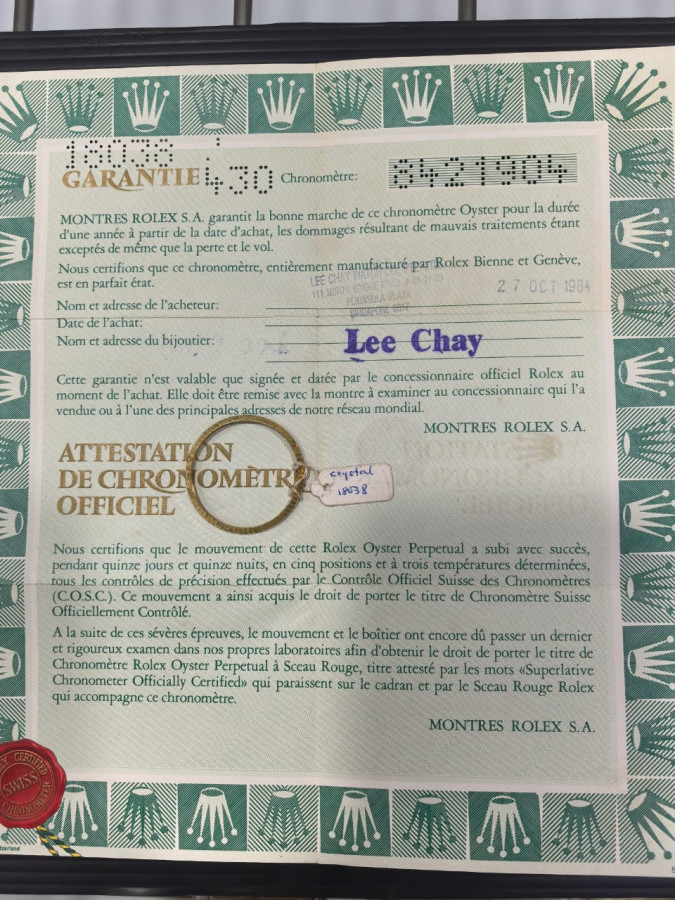 18038
GARANTIE 430 Chronomètre: 8421904
MONTRES ROLEX S.A. garantit la bonne marche de ce chronomètre Oyster pour la durée
d'une année à partir de la date d'achat, les dommages résultant de mauvais traitements étant
exceptés de même que la perte et le vol.
Nous certifions que ce chronomètre, entièrement manufacturé par Rolex Bienne et Genève,
est en parfait état.
LEE CHAY
27 OCT 1984
PENINSULA PLAZA
SINGAPORE 0617
Nom et adresse de l'acheteur:
Date de l'achat:
Nom et adresse du bijoutier: Lee Chay
Cette garantie n'est valable que signée et datée par le concessionnaire officiel Rolex au
moment de l'achat. Elle doit être remise avec la montre à examiner au concessionnaire qui l'a
vendue ou à l'une des principales adresses de notre réseau mondial.
MONTRES ROLEX S.A.
ATTESTATION
DE CHRONOMÈTRE
OFFICIEL
crystal
18038
Nous certifions que le mouvement de cette Rolex Oyster Perpetual a subi avec succès,
pendant quinze jours et quinze nuits, en cinq positions et à trois températures déterminées,
tous les contrôles de précision effectués par le Contrôle Officiel Suisse des Chronomètres
(C.O.S.C.). Ce mouvement a ainsi acquis le droit de porter le titre de Chronomètre Suisse
Officiellement Contrôlé.
A la suite de ces sévères épreuves, le mouvement et le boîtier ont encore dû passer un dernier
et rigoureux examen dans nos propres laboratoires afin d'obtenir le droit de porter le titre de
Chronomètre Rolex Oyster Perpetual à Sceau Rouge, titre attesté par les mots «Superlative
Chronometer Officially Certified» qui paraissent sur le cadran et par le Sceau Rouge Rolex
qui accompagne ce chronomètre.
MONTRES ROLEX S.A.
CERTIFIED
SWISS
CHRONOMETER